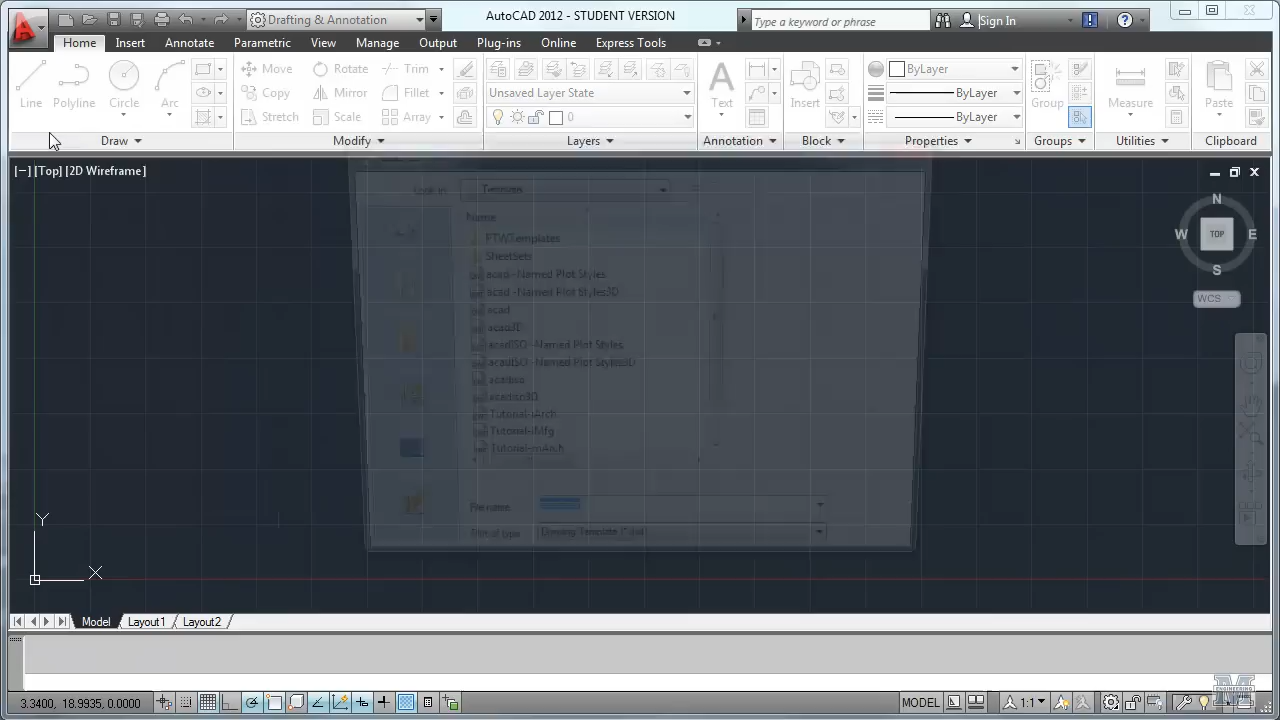 Drafting & Annotation
AutoCAD 2012 - STUDENT VERSION
Type a keyword or phrase
Sign In
Home Insert Annotate Parametric View Manage Output Plug-ins Online Express Tools
Line Polyline Circle Arc
Move Rotate Trim
Copy Mirror Fillet
Stretch Scale Array
Unsaved Layer State
0
Text
Insert
ByLayer
ByLayer
ByLayer
Group
Measure
Paste
Draw Modify Layers Annotation Block Properties Groups Utilities Clipboard
[−] [Top] [2D Wireframe]
N
W TOP E
S
WCS
Look in:
Template
Name
PTWTemplates
SheetSets
acad -Named Plot Styles
acad -Named Plot Styles3D
acad
acad3D
acadISO -Named Plot Styles
acadISO -Named Plot Styles3D
acadiso
acadiso3D
Tutorial-iArch
Tutorial-iMfg
Tutorial-mArch
File name:
Files of type:
Drawing Template (*.dwt)
Y
X
Model Layout1 Layout2
3.3400, 18.9935, 0.0000
MODEL
1:1
ENGINEERING